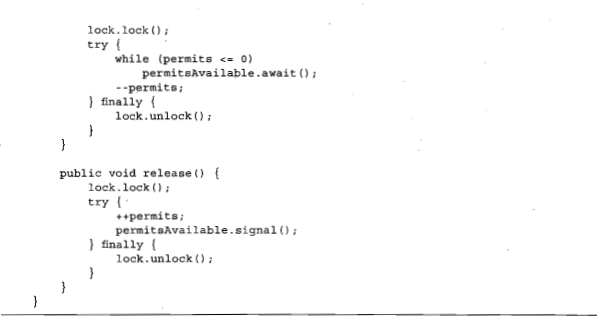 lock.lock();
try {
while (permits <= 0)
permitsAvailable.await();
--permits;
} finally {
lock.unlock();
}
}
public void release() {
lock.lock();
try {
++permits;
permitsAvailable.signal();
} finally {
lock.unlock();
}
}
}